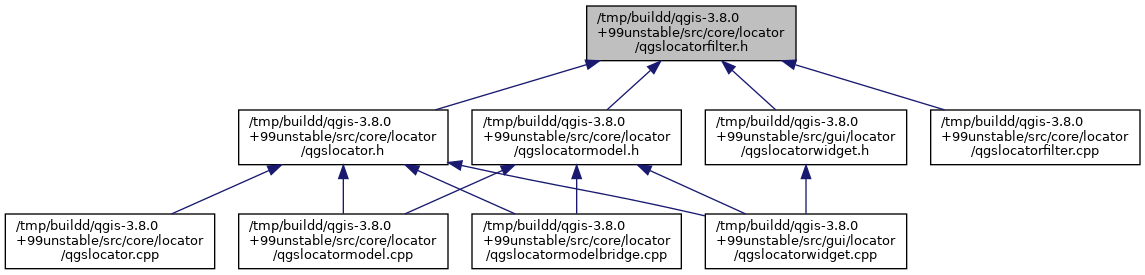 /tmp/buildd/qgis-3.8.0
+99unstable/src/core/locator
/qgslocatorfilter.h
/tmp/buildd/qgis-3.8.0
+99unstable/src/core/locator
/qgslocator.h
/tmp/buildd/qgis-3.8.0
+99unstable/src/core/locator
/qgslocatormodel.h
/tmp/buildd/qgis-3.8.0
+99unstable/src/gui/locator
/qgslocatorwidget.h
/tmp/buildd/qgis-3.8.0
+99unstable/src/core/locator
/qgslocatorfilter.cpp
/tmp/buildd/qgis-3.8.0
+99unstable/src/core/locator
/qgslocator.cpp
/tmp/buildd/qgis-3.8.0
+99unstable/src/core/locator
/qgslocatormodel.cpp
/tmp/buildd/qgis-3.8.0
+99unstable/src/core/locator
/qgslocatormodelbridge.cpp
/tmp/buildd/qgis-3.8.0
+99unstable/src/gui/locator
/qgslocatorwidget.cpp